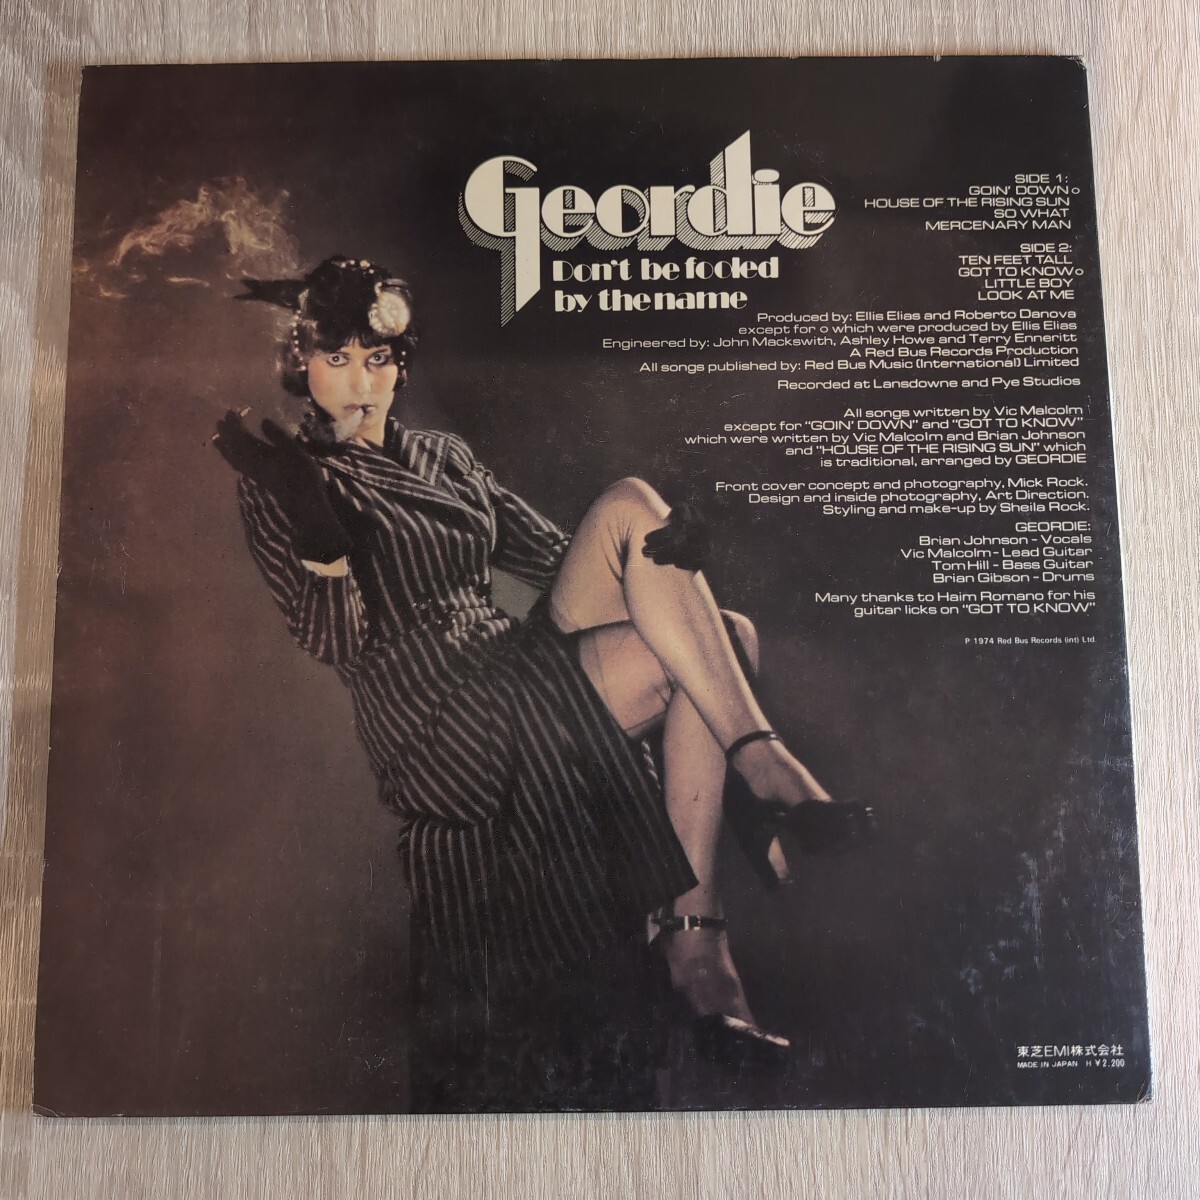 Geordie
Don't be fooled
by the name
SIDE 1:
GOIN' DOWN o
HOUSE OF THE RISING SUN
SO WHAT
MERCENARY MAN
SIDE 2:
TEN FEET TALL
GOT TO KNOW o
LITTLE BOY
LOOK AT ME
Produced by: Ellis Elias and Roberto Danova
except for o which were produced by Ellis Elias
Engineered by: John Mackswith, Ashley Howe and Terry Enneritt
A Red Bus Records Production
All songs published by: Red Bus Music (International) Limited
Recorded at Lansdowne and Pye Studios
All songs written by Vic Malcolm
except for "GOIN' DOWN" and "GOT TO KNOW"
which were written by Vic Malcolm and Brian Johnson
and "HOUSE OF THE RISING SUN" which
is traditional, arranged by GEORDIE
Front cover concept and photography, Mick Rock.
Design and inside photography, Art Direction.
Styling and make-up by Sheila Rock.
GEORDIE:
Brian Johnson - Vocals
Vic Malcolm - Lead Guitar
Tom Hill - Bass Guitar
Brian Gibson - Drums
Many thanks to Haim Romano for his
guitar licks on "GOT TO KNOW"
P 1974 Red Bus Records (int) Ltd.
東芝EMI株式会社
MADE IN JAPAN H ¥2,200